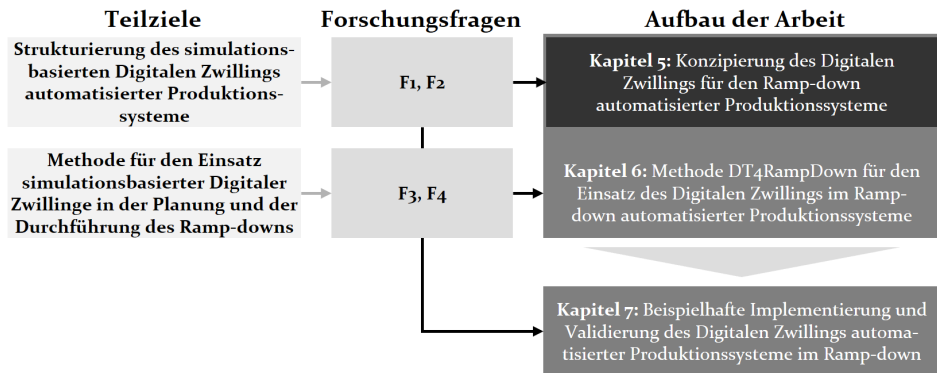 Teilziele
Forschungsfragen
Aufbau der Arbeit
Strukturierung des simulations-
basierten Digitalen Zwillings
automatisierter Produktions-
systeme
F1, F2
Kapitel 5: Konzipierung des Digitalen
Zwillings für den Ramp-down
automatisierter Produktionssysteme
Methode für den Einsatz
simulationsbasierter Digitaler
Zwillinge in der Planung und der
Durchführung des Ramp-downs
F3, F4
Kapitel 6: Methode DT4RampDown für den
Einsatz des Digitalen Zwillings im Ramp-
down automatisierter Produktionssysteme
Kapitel 7: Beispielhafte Implementierung und
Validierung des Digitalen Zwillings automa-
tisierter Produktionssysteme im Ramp-down